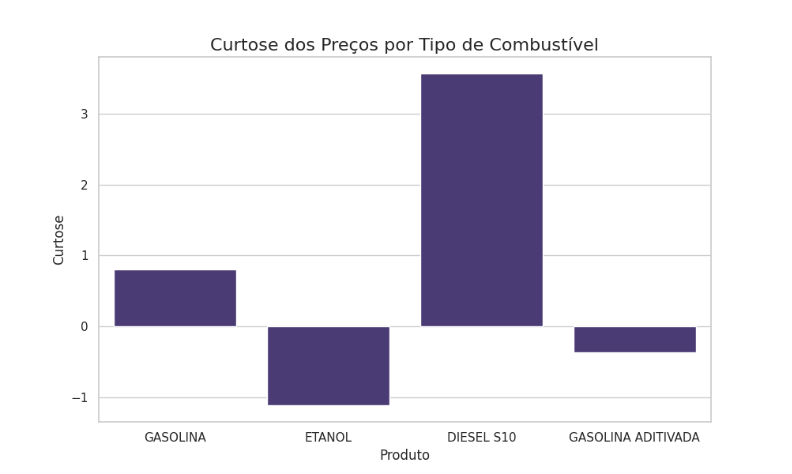 Curtose dos Preços por Tipo de Combustível
3
2
1
0
−1
Curtose
GASOLINA
ETANOL
DIESEL S10
GASOLINA ADITIVADA
Produto